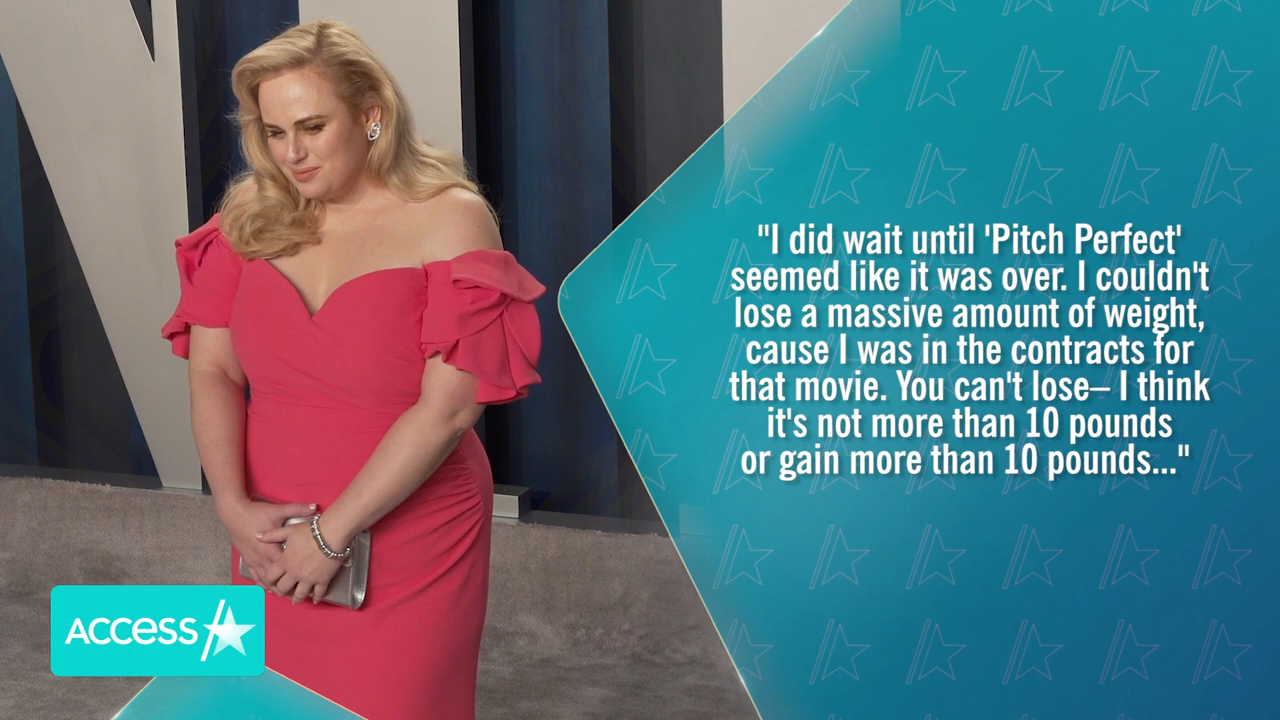 "I did wait until 'Pitch Perfect'
seemed like it was over. I couldn't
lose a massive amount of weight,
cause I was in the contracts for
that movie. You can't lose– I think
it's not more than 10 pounds
or gain more than 10 pounds..."
ACCESS